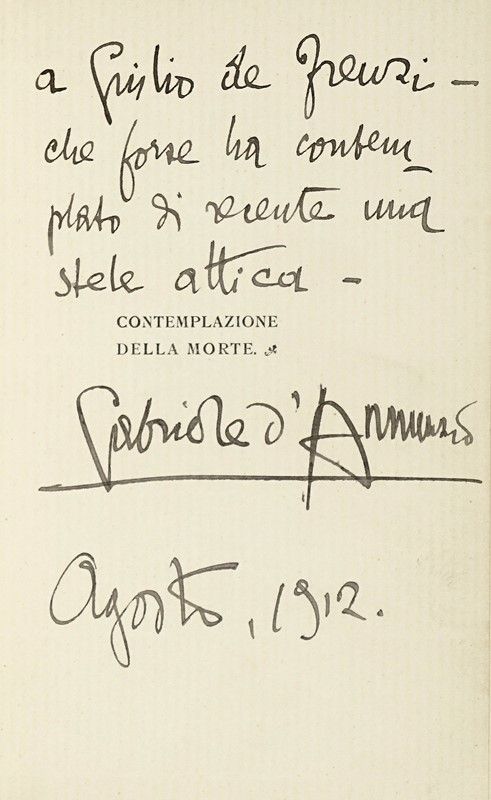 a Giulio de Frenzi —
che forse ha contem_
plato di recente una
stele attica —
CONTEMPLAZIONE
DELLA MORTE.
Gabriele d'Annunzio
Agosto, 1912.